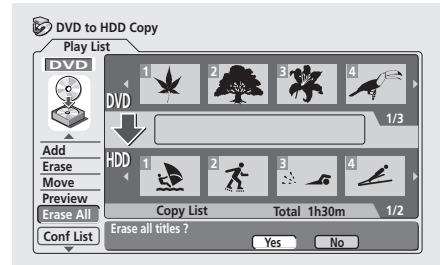 DVD to HDD Copy
Play List
DVD
1 2 3 4
DVD
1/3
Add
Erase
Move
Preview
Erase All
Conf List
HDD
1 2 3 4
Copy List Total 1h30m 1/2
Erase all titles ?
Yes No